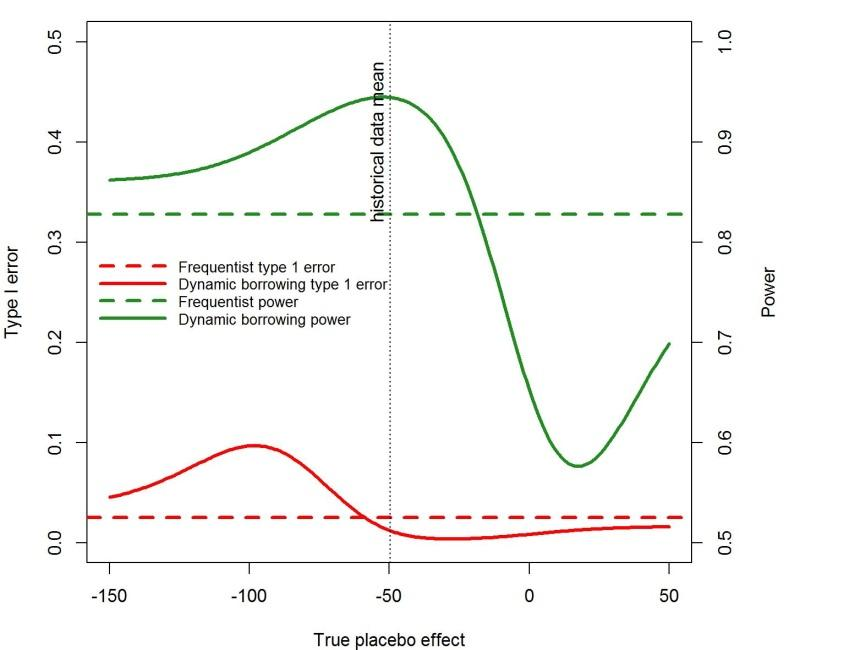 0.5
0.4
0.3
0.2
0.1
0.0
Type I error
1.0
0.9
0.8
0.7
0.6
0.5
Power
historical data mean
Frequentist type 1 error
Dynamic borrowing type 1 error
Frequentist power
Dynamic borrowing power
-150 -100 -50 0 50
True placebo effect